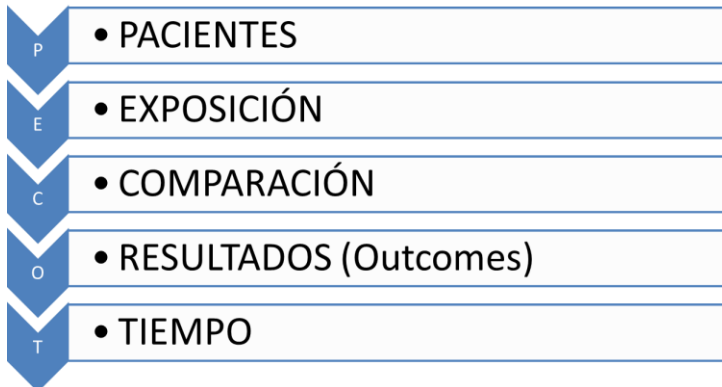 P
• PACIENTES
E
• EXPOSICIÓN
C
• COMPARACIÓN
O
• RESULTADOS (Outcomes)
T
• TIEMPO